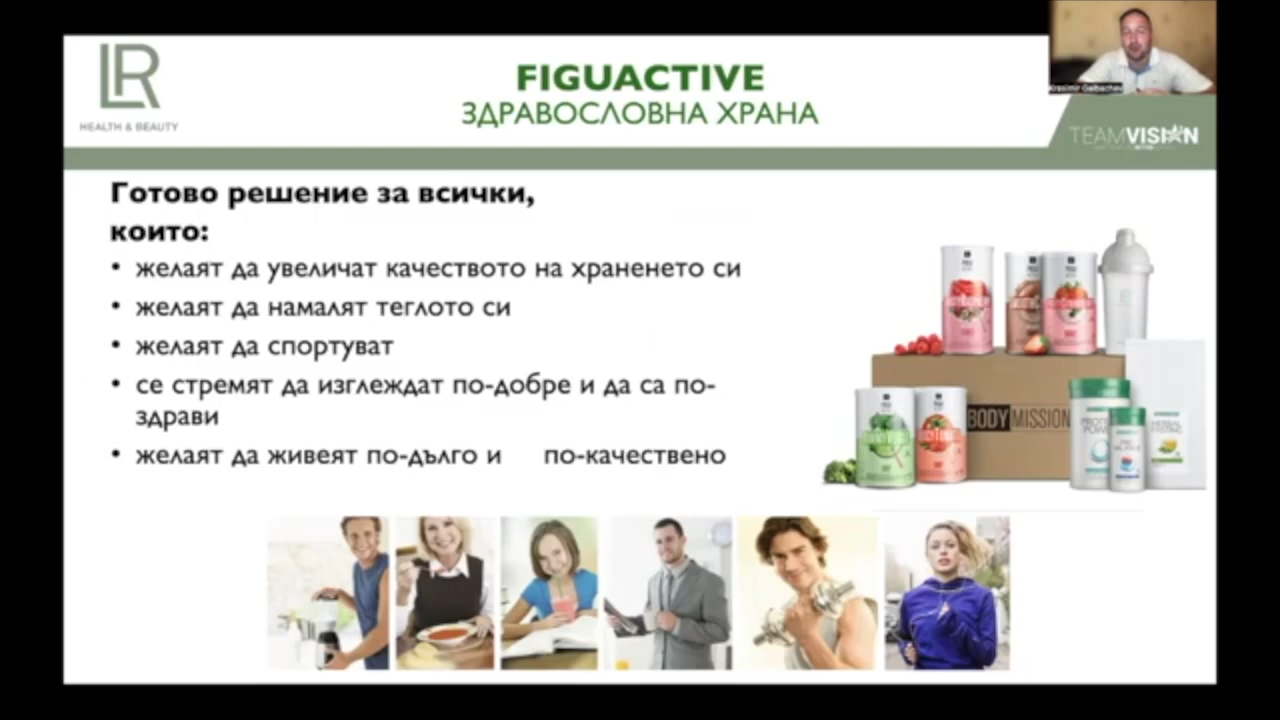 LR
HEALTH & BEAUTY
FIGUACTIVE
ЗДРАВОСЛОВНА ХРАНА
TEAMVISION
Готово решение за всички,
които:
• желаят да увеличат качеството на храненето си
• желаят да намалят теглото си
• желаят да спортуват
• се стремят да изглеждат по-добре и да са по-
здрави
• желаят да живеят по-дълго и по-качествено
BODY MISSION